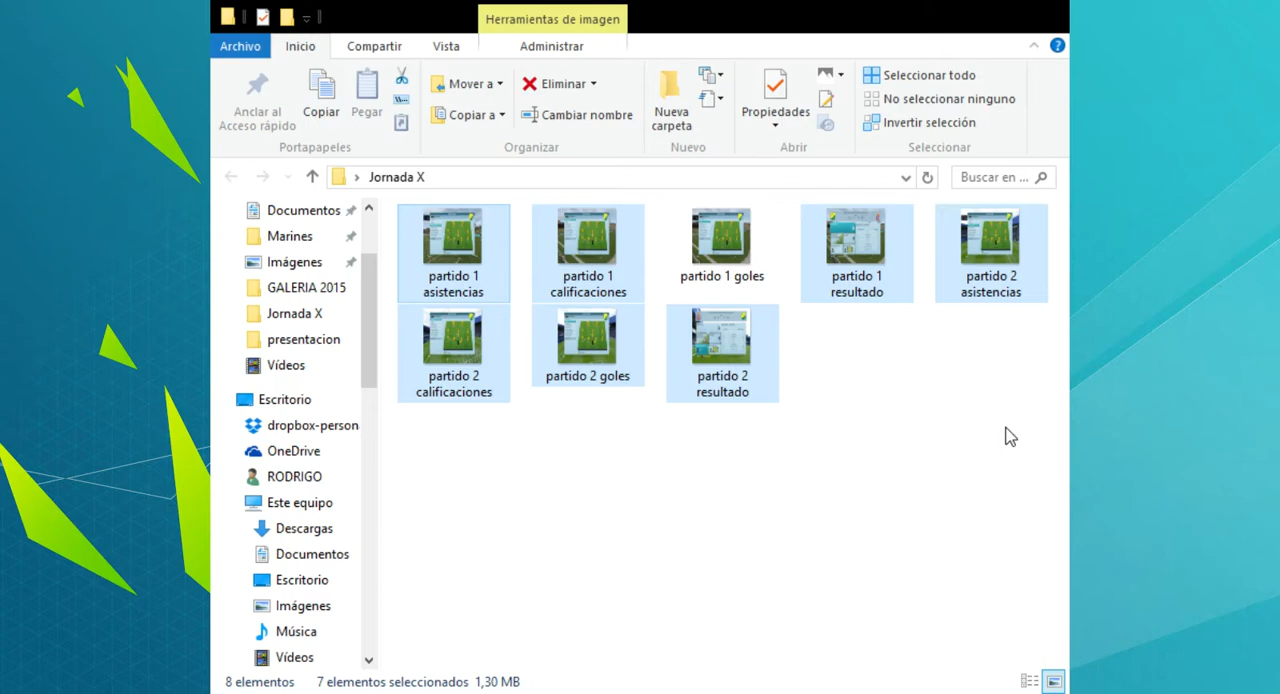 Herramientas de imagen
Archivo Inicio Compartir Vista Administrar
Anclar al
Acceso rápido
Copiar
Pegar
Portapapeles
Mover a
Copiar a
Eliminar
Cambiar nombre
Organizar
Nueva
carpeta
Nuevo
Propiedades
Abrir
Seleccionar todo
No seleccionar ninguno
Invertir selección
Seleccionar
Jornada X
Buscar en ...
Documentos
Marines
Imágenes
GALERIA 2015
Jornada X
presentacion
Vídeos
Escritorio
dropbox-person
OneDrive
RODRIGO
Este equipo
Descargas
Documentos
Escritorio
Imágenes
Música
Vídeos
partido 1
asistencias
partido 1
calificaciones
partido 1 goles
partido 1
resultado
partido 2
asistencias
partido 2
calificaciones
partido 2 goles
partido 2
resultado
8 elementos 7 elementos seleccionados 1,30 MB